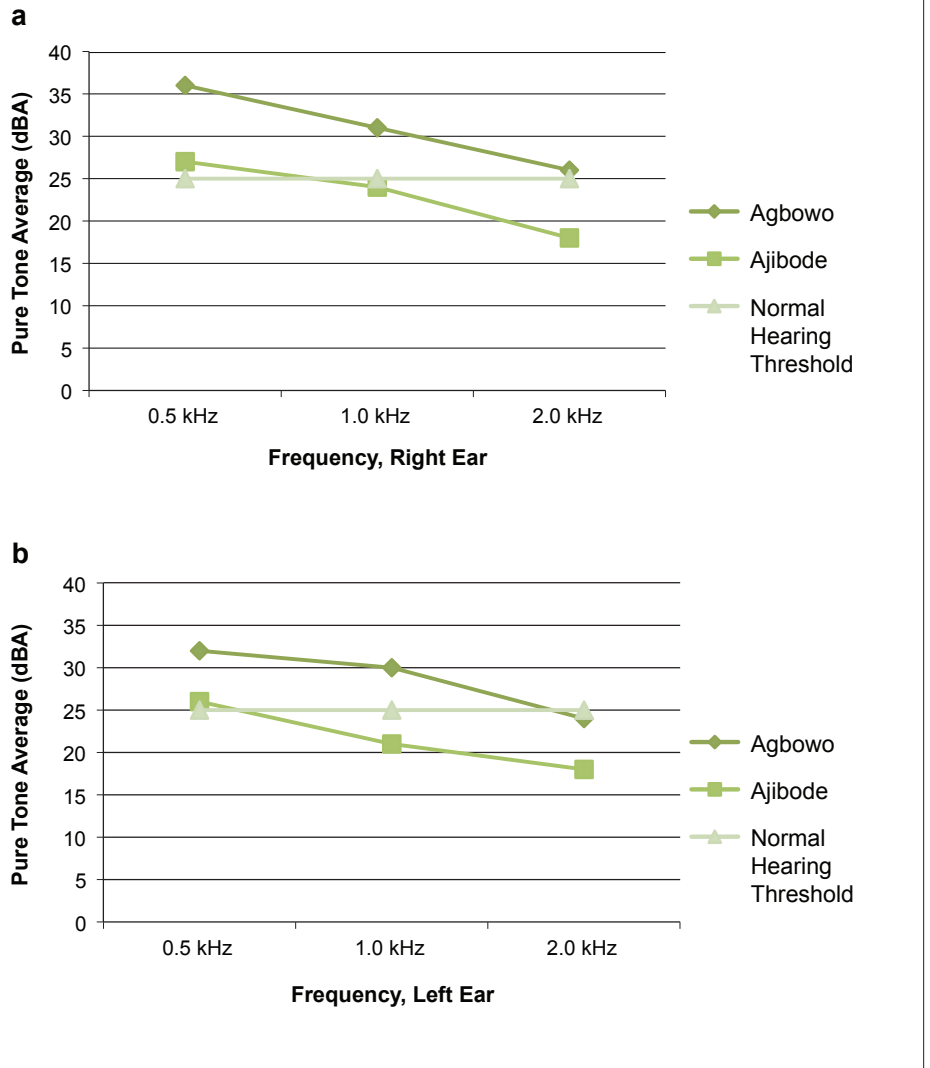 a
Pure Tone Average (dBA)
40
35
30
25
20
15
10
5
0
0.5 kHz 1.0 kHz 2.0 kHz
Frequency, Right Ear
Agbowo
Ajibode
Normal
Hearing
Threshold
b
Pure Tone Average (dBA)
40
35
30
25
20
15
10
5
0
0.5 kHz 1.0 kHz 2.0 kHz
Frequency, Left Ear
Agbowo
Ajibode
Normal
Hearing
Threshold